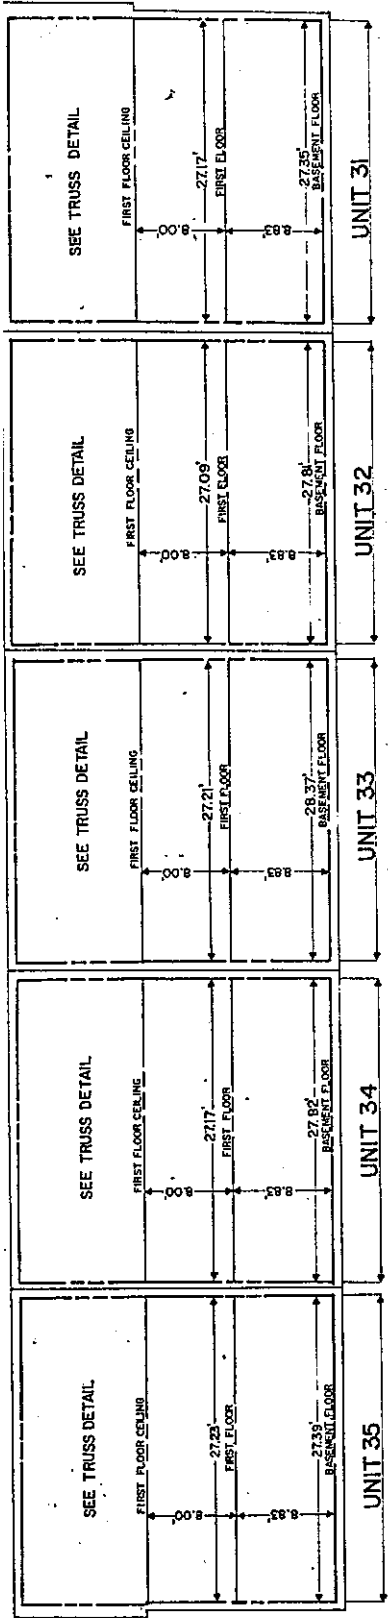 SEE TRUSS DETAIL
FIRST FLOOR CEILING
8.00'
27.23'
FIRST FLOOR
8.83'
27.39'
BASEMENT FLOOR
UNIT 35
SEE TRUSS DETAIL
FIRST FLOOR CEILING
8.00'
27.17'
FIRST FLOOR
8.83'
27.82'
BASEMENT FLOOR
UNIT 34
SEE TRUSS DETAIL
FIRST FLOOR CEILING
8.00'
27.21'
FIRST FLOOR
8.83'
28.37'
BASEMENT FLOOR
UNIT 33
SEE TRUSS DETAIL
FIRST FLOOR CEILING
8.00'
27.09'
FIRST FLOOR
8.83'
27.81'
BASEMENT FLOOR
UNIT 32
SEE TRUSS DETAIL
FIRST FLOOR CEILING
8.00'
27.17'
FIRST FLOOR
8.83'
27.35'
BASEMENT FLOOR
UNIT 31